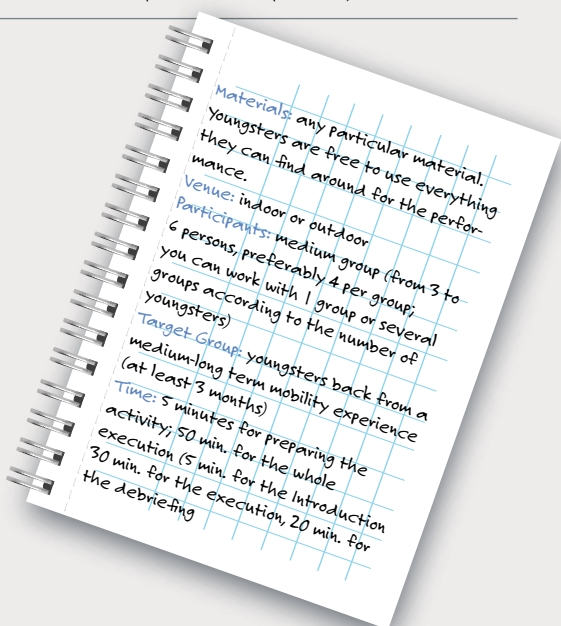 Materials: any particular material.
Youngsters are free to use everything
they can find around for the perfor-
mance.
Venue: indoor or outdoor
Participants: medium group (from 3 to
6 persons, preferably 4 per group;
you can work with 1 group or several
groups according to the number of
youngsters)
Target Group: youngsters back from a
medium-long term mobility experience
(at least 3 months)
Time: 5 minutes for preparing the
activity; 50 min. for the whole
execution (5 min. for the Introduction
30 min. for the execution, 20 min. for
the debriefing